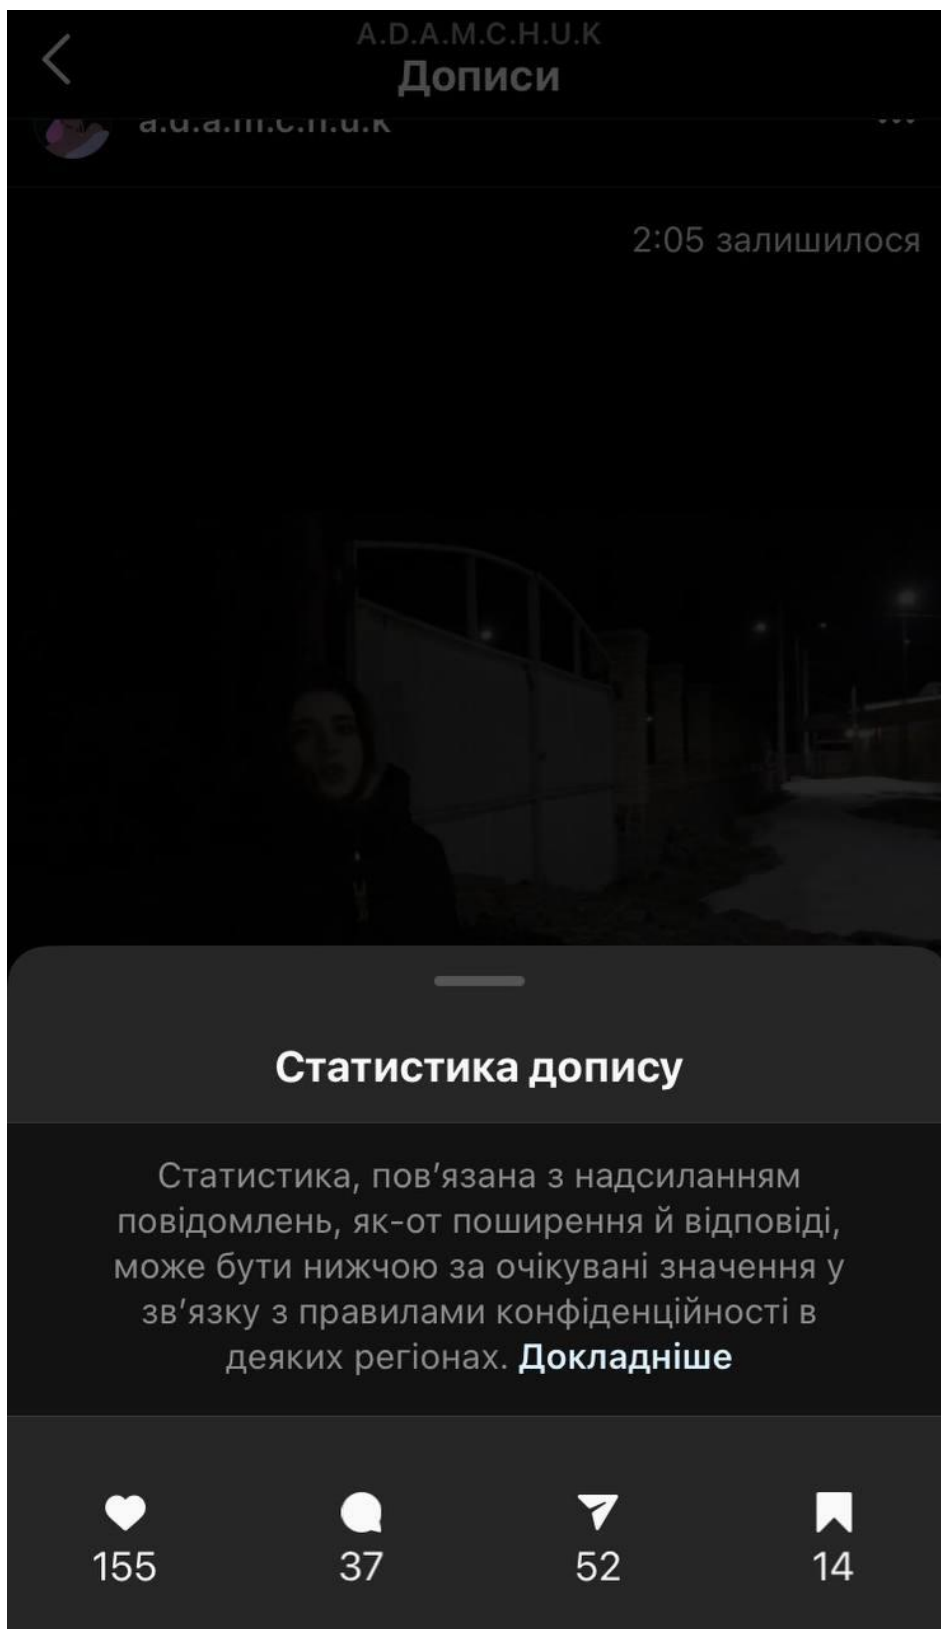 A.D.A.M.C.H.U.K
Дописи
a.d.a.m.c.h.u.k
2:05 залишилося
Статистика допису
Статистика, пов’язана з надсиланням
повідомлень, як-от поширення й відповіді,
може бути нижчою за очікувані значення у
зв’язку з правилами конфіденційності в
деяких регіонах. Докладніше
155 37 52 14